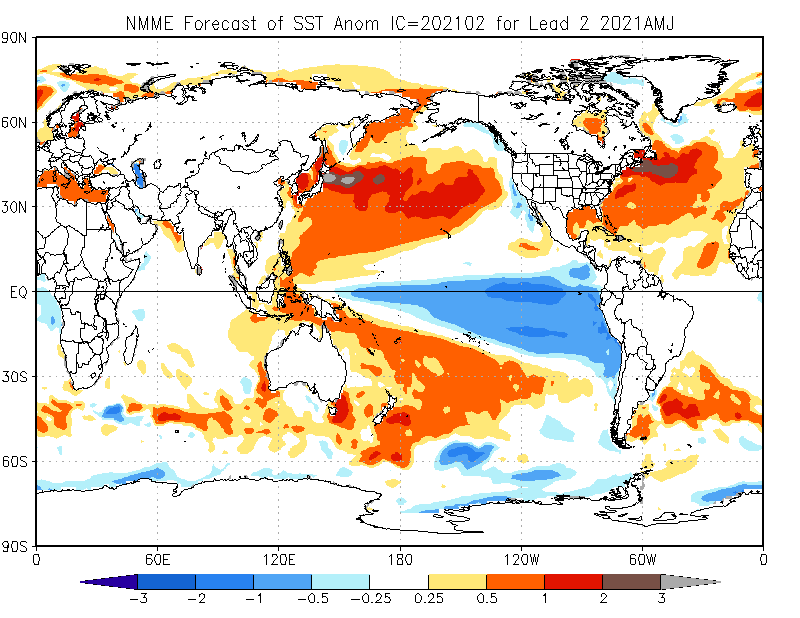 NMME Forecast of SST Anom IC=202102 for Lead 2 2021AMJ
90N
60N
30N
EQ
30S
60S
90S
0 60E 120E 180 120W 60W 0
-3 -2 -1 -0.5 -0.25 0.25 0.5 1 2 3